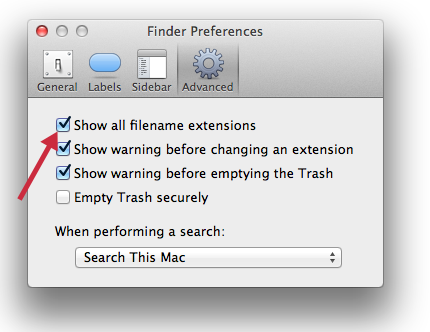 Finder Preferences
General Labels Sidebar Advanced
Show all filename extensions
Show warning before changing an extension
Show warning before emptying the Trash
Empty Trash securely
When performing a search:
Search This Mac